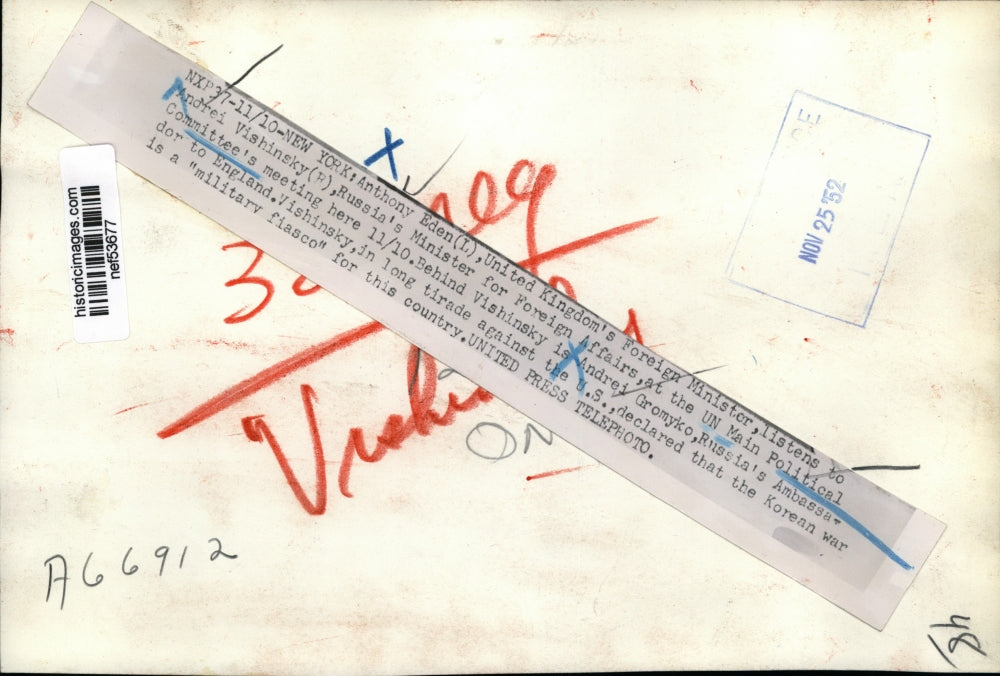 NXP37-11/10-NEW YORK:Anthony Eden(L),United Kingdom's Foreign Minister,listens to
Andrei Vishinsky(R),Russia's Minister for Foreign Affairs,at the UN Main Political
Committee's meeting here 11/10.Behind Vishinsky is Andrei Gromyko,Russia's Ambassa-
dor to England.Vishinsky,in long tirade against the U.S.,declared that the Korean war
is a "military fiasco" for this country.UNITED PRESS TELEPHOTO.
historicimages.com
nef53677
NOV 25 '52
A66912